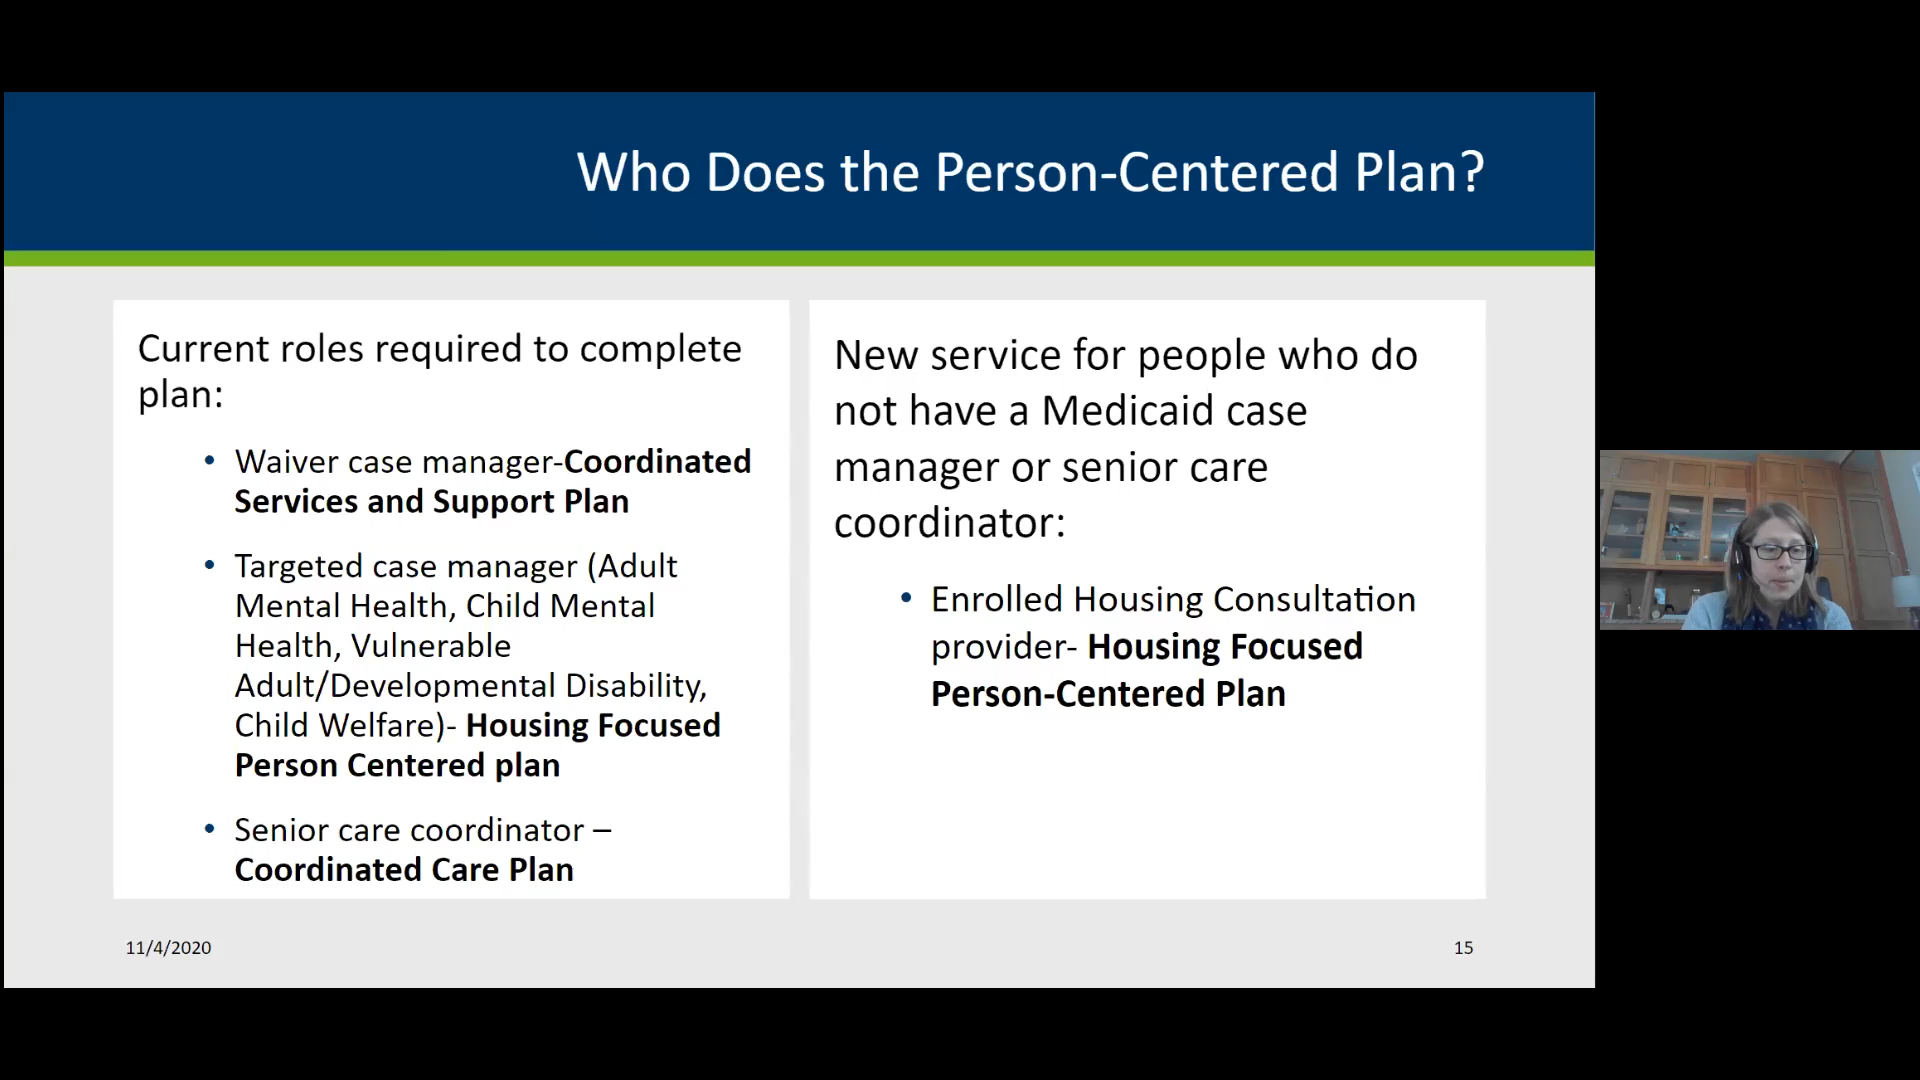 Who Does the Person-Centered Plan?
Current roles required to complete
plan:
• Waiver case manager-Coordinated
Services and Support Plan
• Targeted case manager (Adult
Mental Health, Child Mental
Health, Vulnerable
Adult/Developmental Disability,
Child Welfare)- Housing Focused
Person Centered plan
• Senior care coordinator –
Coordinated Care Plan
New service for people who do
not have a Medicaid case
manager or senior care
coordinator:
• Enrolled Housing Consultation
provider- Housing Focused
Person-Centered Plan
11/4/2020
15